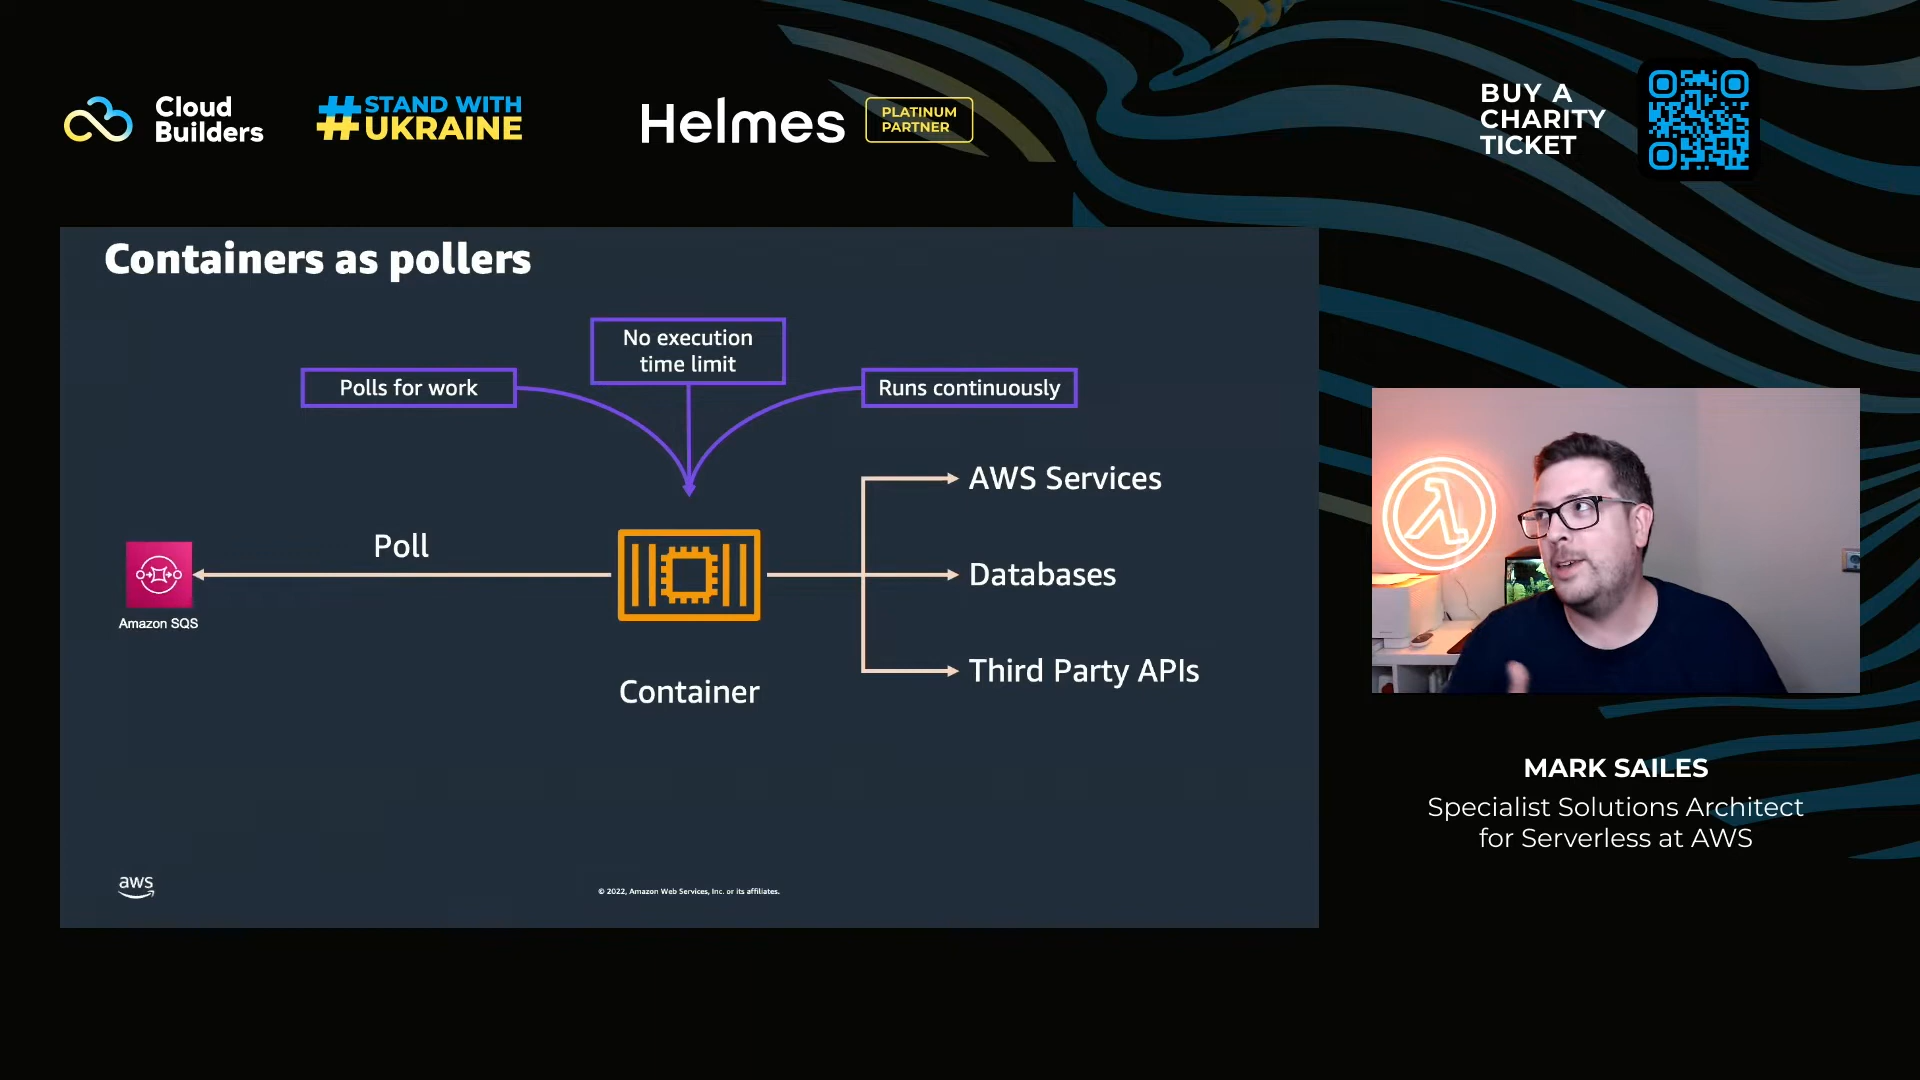 Cloud
Builders
#STAND WITH
UKRAINE
Helmes
PLATINUM
PARTNER
BUY A
CHARITY
TICKET
Containers as pollers
No execution
time limit
Polls for work
Runs continuously
AWS Services
Poll
Databases
Amazon SQS
Third Party APIs
Container
MARK SAILES
Specialist Solutions Architect
for Serverless at AWS
aws
© 2022, Amazon Web Services, Inc. or its affiliates.